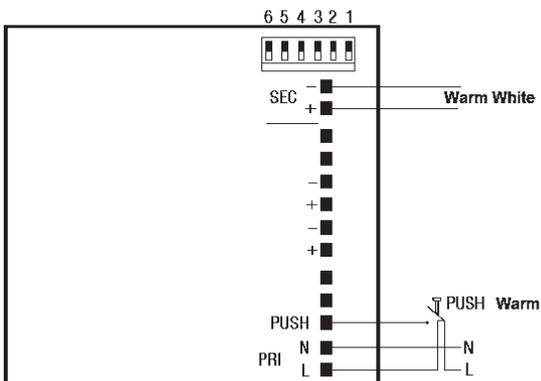 6 5 4 3 2 1
SEC
−
+
Warm White
−
+
−
+
PUSH
PUSH Warm
PRI
N
N
L
L